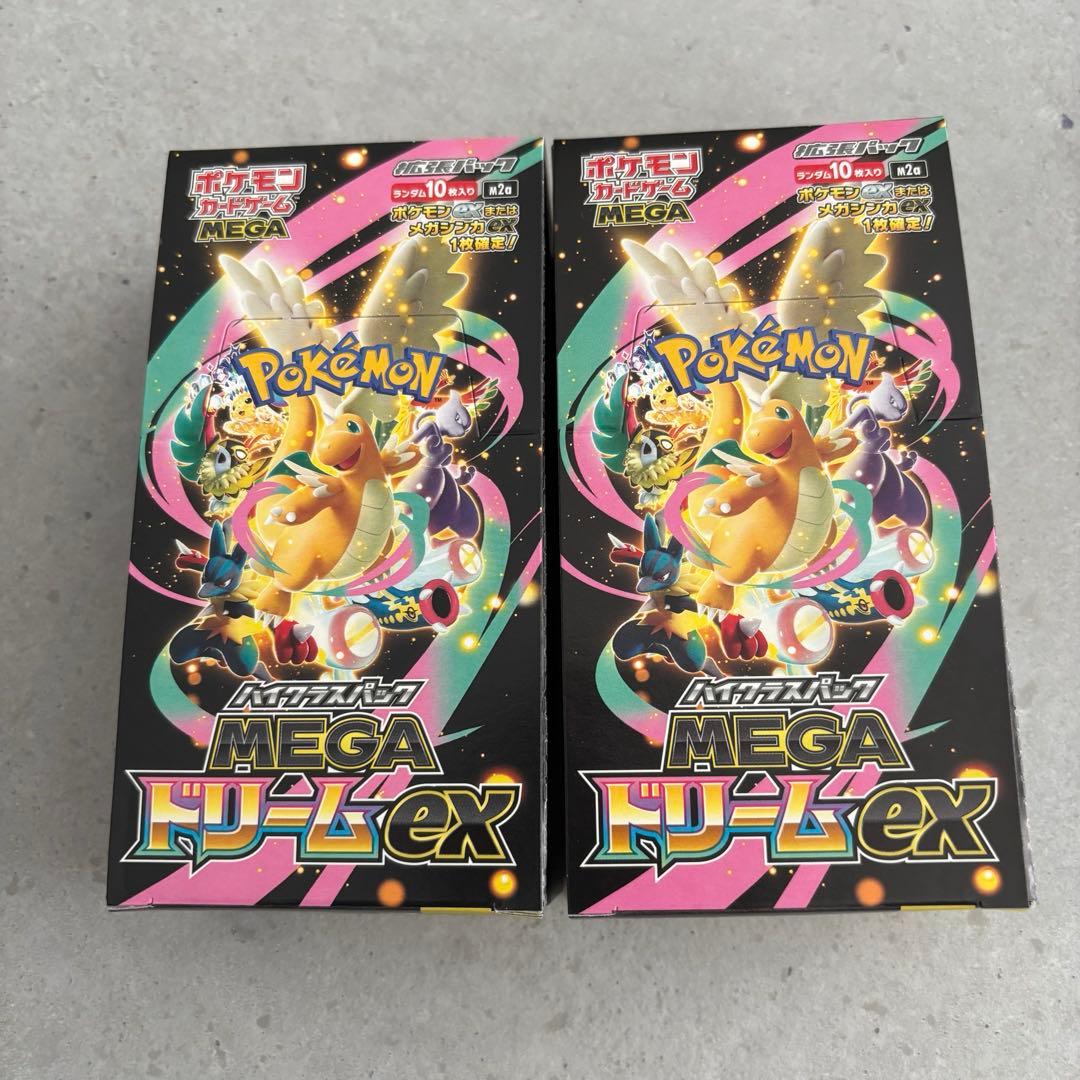 ポケモン
カードゲーム
MEGA
拡張パック
ランダム10枚入り M2a
ポケモンexまたは
メガシンカex
1枚確定!
POKéMON
TM
ハイクラスパック
MEGA
ドリームex
ポケモン
カードゲーム
MEGA
拡張パック
ランダム10枚入り M2a
ポケモンexまたは
メガシンカex
1枚確定!
POKéMON
TM
ハイクラスパック
MEGA
ドリームex